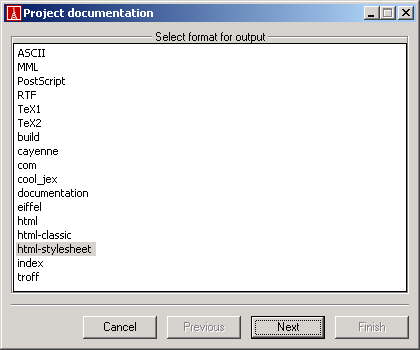 Project documentation
Select format for output
ASCII
MML
PostScript
RTF
TeX1
TeX2
build
cayenne
com
cool_jex
documentation
eiffel
html
html-classic
html-stylesheet
index
troff
Cancel Previous Next Finish